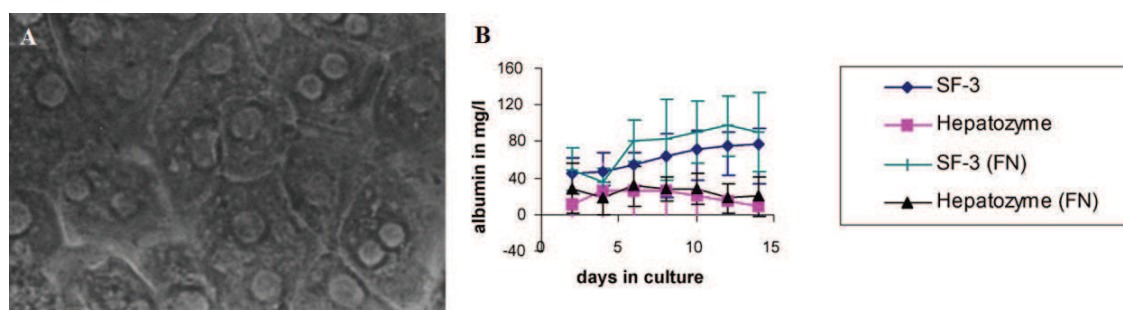 A
B
160
120
80
40
0
-40
0
5
10
15
albumin in mg/l
days in culture
SF-3
Hepatozyme
SF-3 (FN)
Hepatozyme (FN)